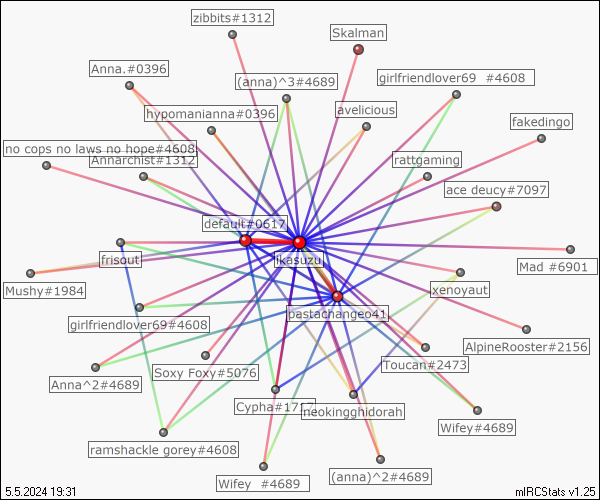 zibbits#1312
Skalman
Anna.#0396
(anna)^3#4689
girlfriendlover69 #4608
hypomanianna#0396
avelicious
fakedingo
no cops no laws no hope#4608
Annarchist#1312
rattgaming
ace deucy#7097
default#0617
frisout
ikasuzu
Mad #6901
Mushy#1984
xenoyaut
pastachangeo41
girlfriendlover69#4608
AlpineRooster#2156
Soxy Foxy#5076
Toucan#2473
Anna^2#4689
Cypha#1717
neokingghidorah
Wifey#4689
ramshackle gorey#4608
Wifey #4689
(anna)^2#4689
5.5.2024 19:31
mIRCStats v1.25